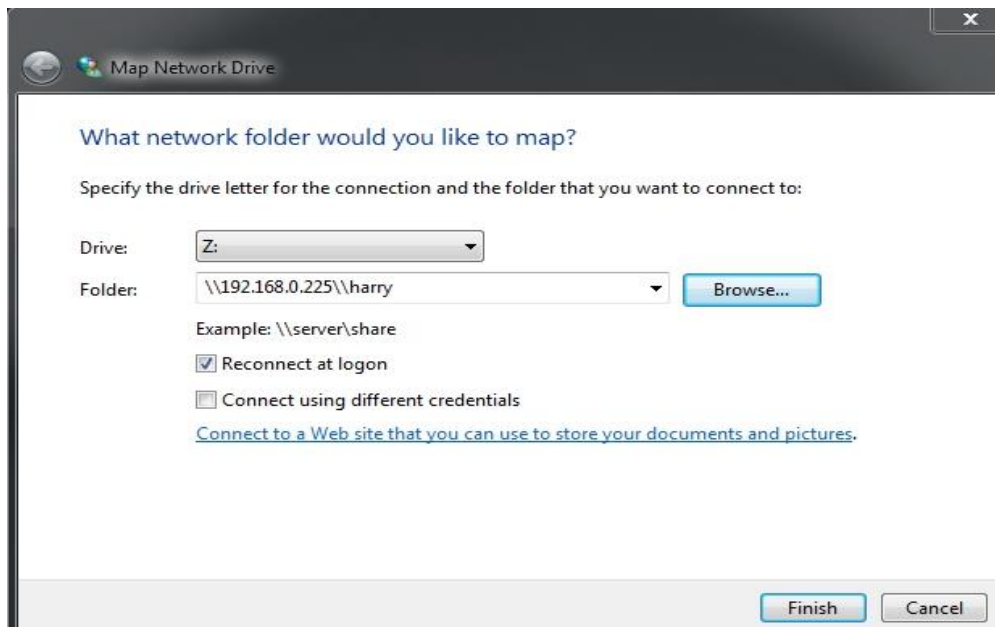 Map Network Drive
What network folder would you like to map?
Specify the drive letter for the connection and the folder that you want to connect to:
Drive: Z:
Folder: \\192.168.0.225\\harry Browse...
Example: \\server\share
Reconnect at logon
Connect using different credentials
Connect to a Web site that you can use to store your documents and pictures.
Finish Cancel